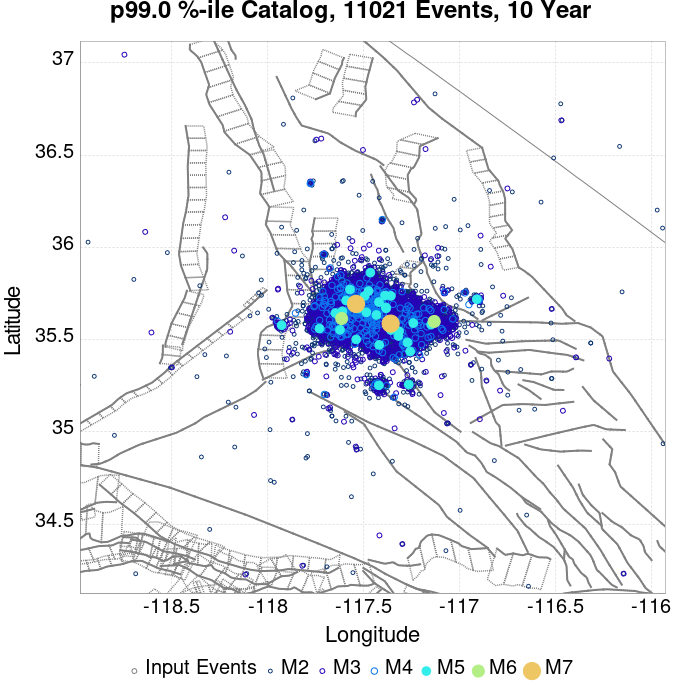 p99.0 %-ile Catalog, 11021 Events, 10 Year
37
36.5
36
35.5
35
34.5
Latitude
-118.5 -118 -117.5 -117 -116.5 -116
Longitude
Input Events M2 M3 M4 M5 M6 M7